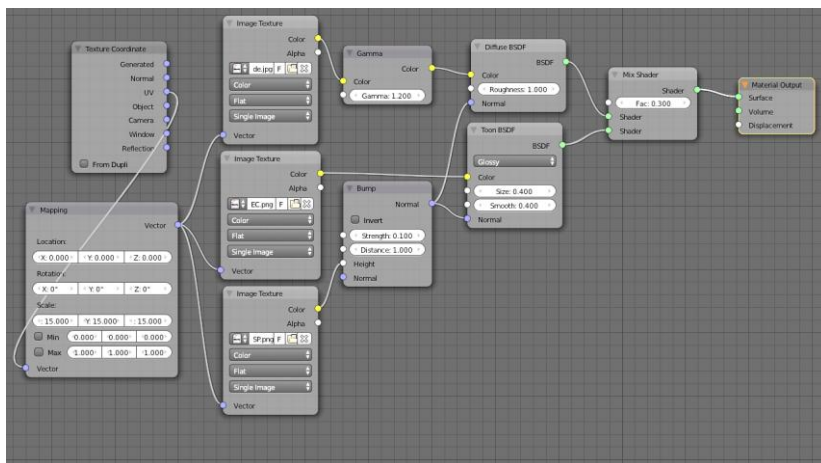 Texture Coordinate
Generated
Normal
UV
Object
Camera
Window
Reflection
From Dupli
Mapping
Vector
Location:
X: 0.000 Y: 0.000 Z: 0.000
Rotation:
X: 0° Y: 0° Z: 0°
Scale:
15.000 Y: 15.000 15.000
Min 0.000 0.000 0.000
Max 1.000 1.000 1.000
Vector
Image Texture
Color
Alpha
de.jpg F
Color
Flat
Single Image
Vector
Image Texture
Color
Alpha
EC.png F
Color
Flat
Single Image
Vector
Image Texture
Color
Alpha
SP.png F
Color
Flat
Single Image
Vector
Gamma
Color
Color
Gamma: 1.200
Bump
Normal
Invert
Strength: 0.100
Distance: 1.000
Height
Normal
Diffuse BSDF
BSDF
Color
Roughness: 1.000
Normal
Toon BSDF
BSDF
Glossy
Color
Size: 0.400
Smooth: 0.400
Normal
Mix Shader
Shader
Fac: 0.300
Shader
Shader
Material Output
Surface
Volume
Displacement